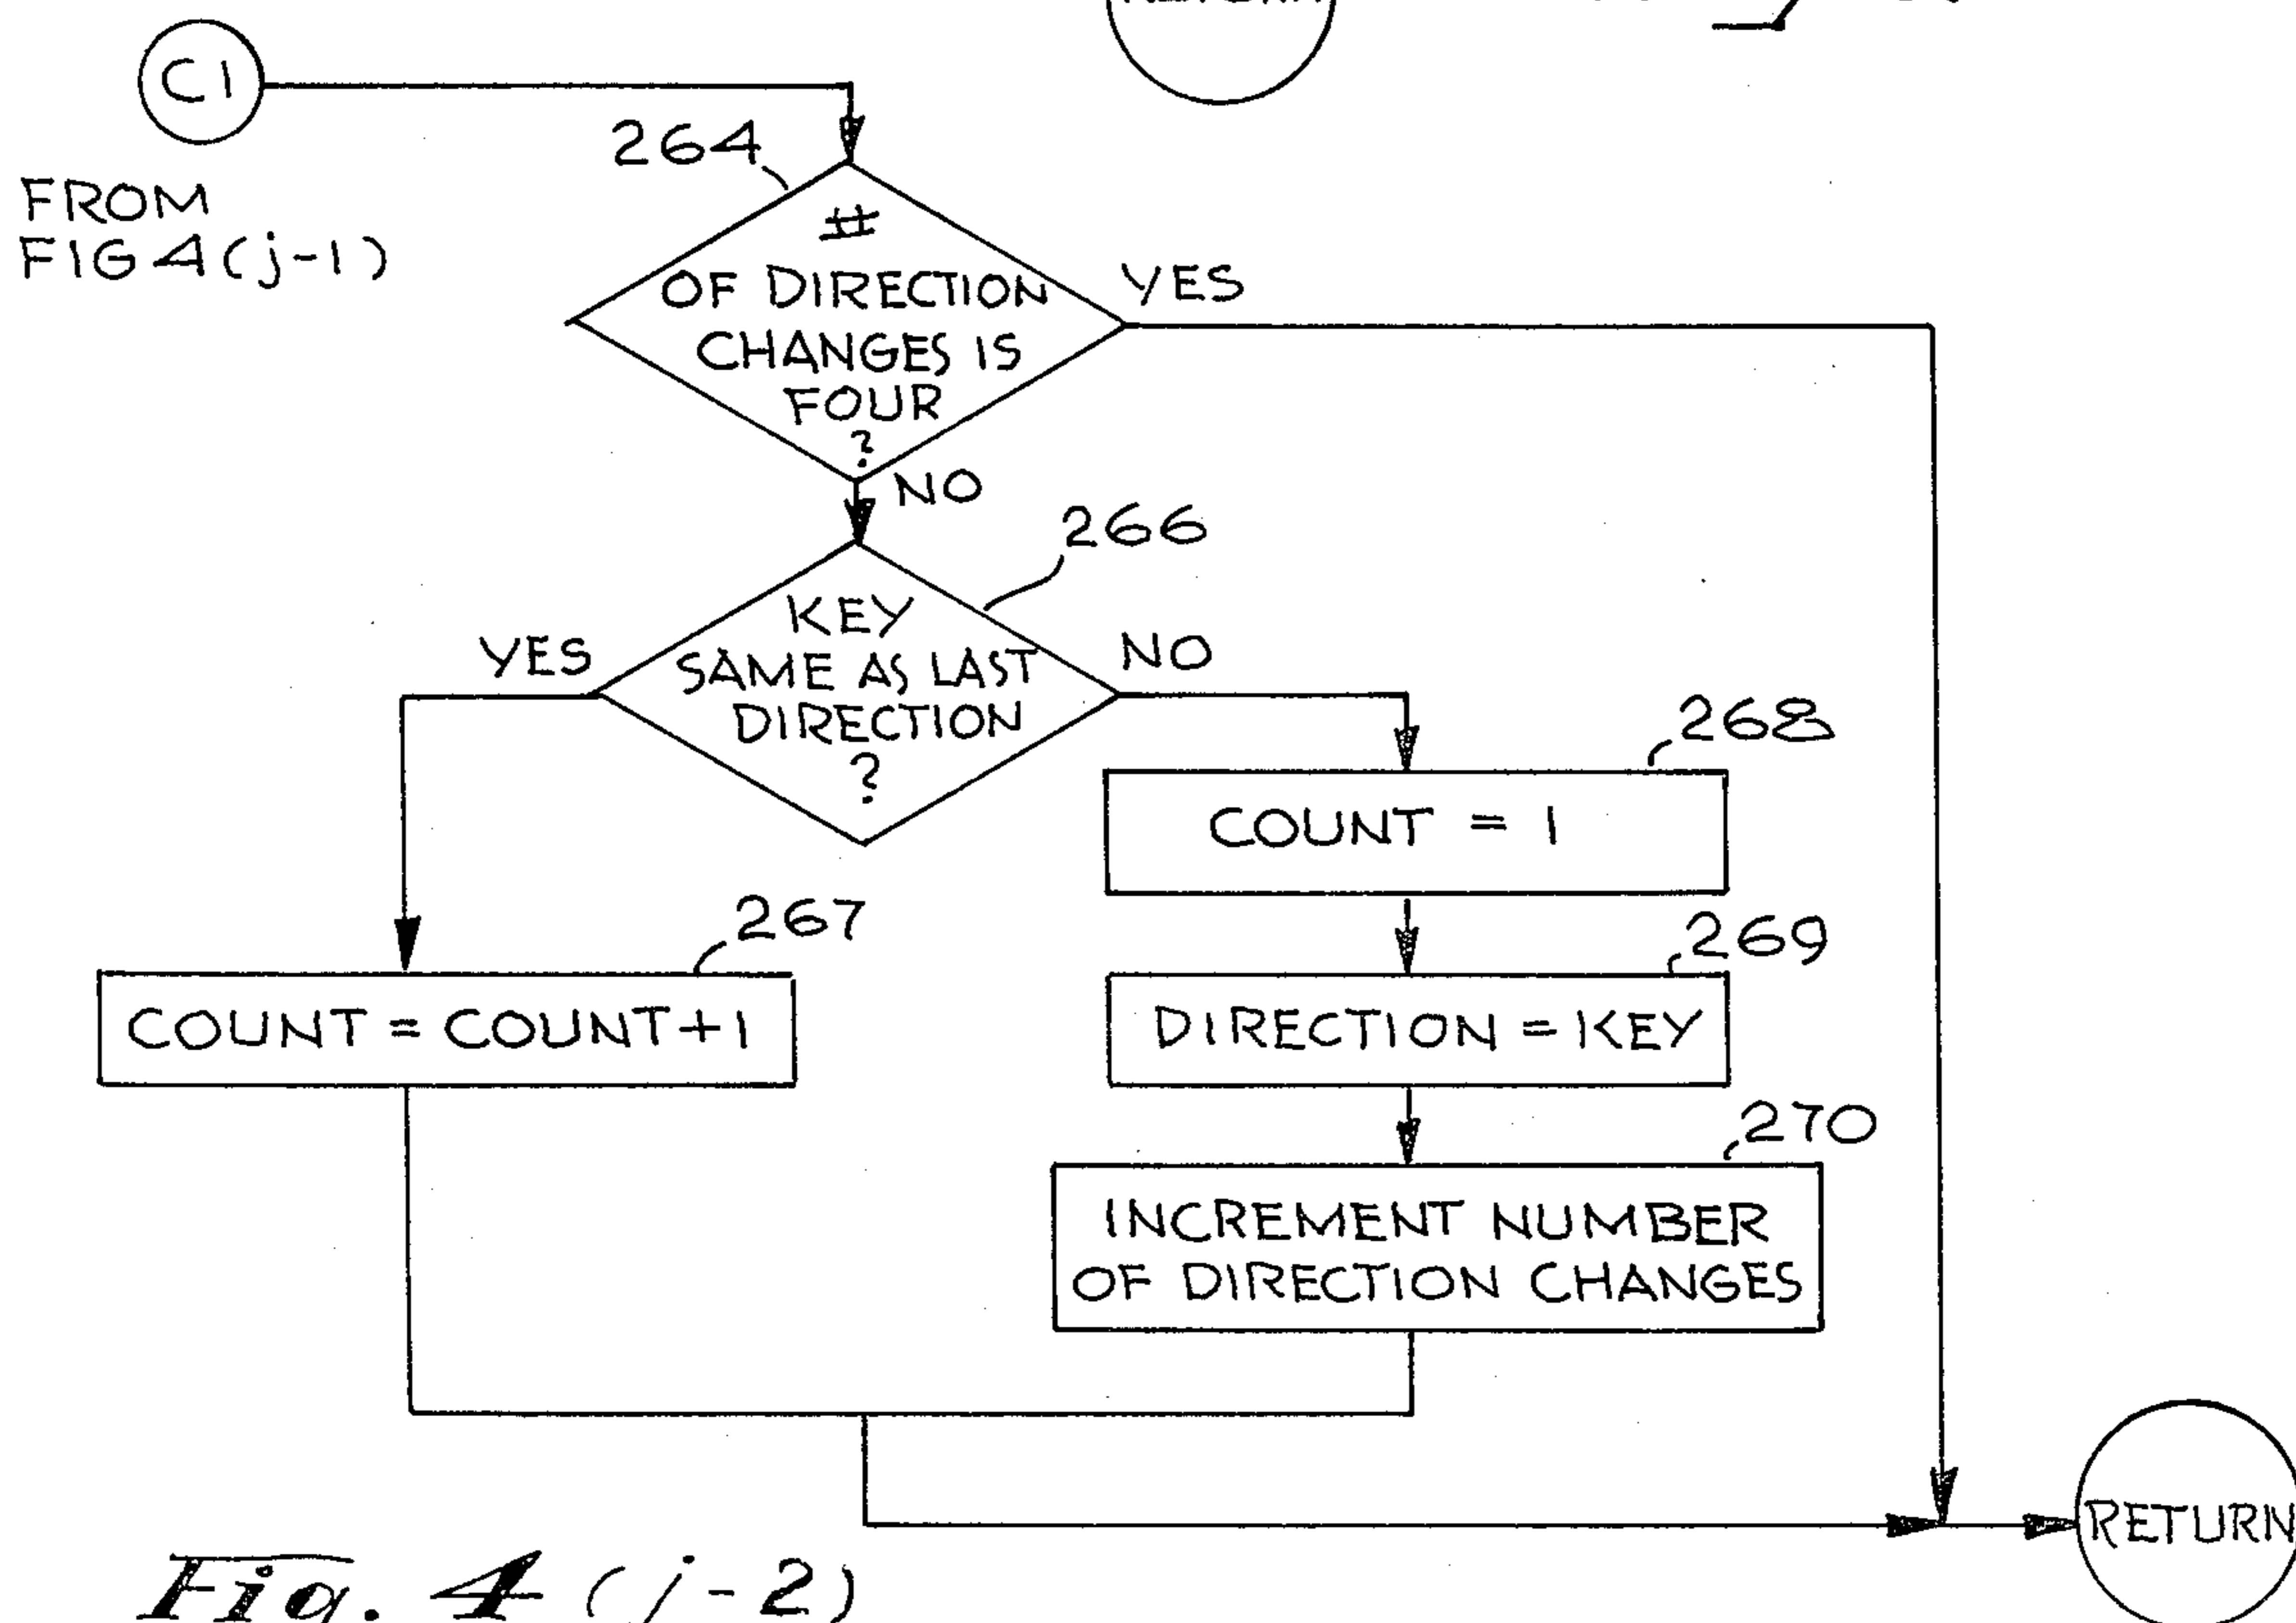 C1
FROM
FIG 4(j-1)
264
#
OF DIRECTION
CHANGES IS
FOUR
?
YES
NO
266
KEY
SAME AS LAST
DIRECTION
?
YES
NO
268
COUNT = 1
267
COUNT = COUNT+1
269
DIRECTION = KEY
270
INCREMENT NUMBER
OF DIRECTION CHANGES
RETURN
Fig. 4 (j-2)